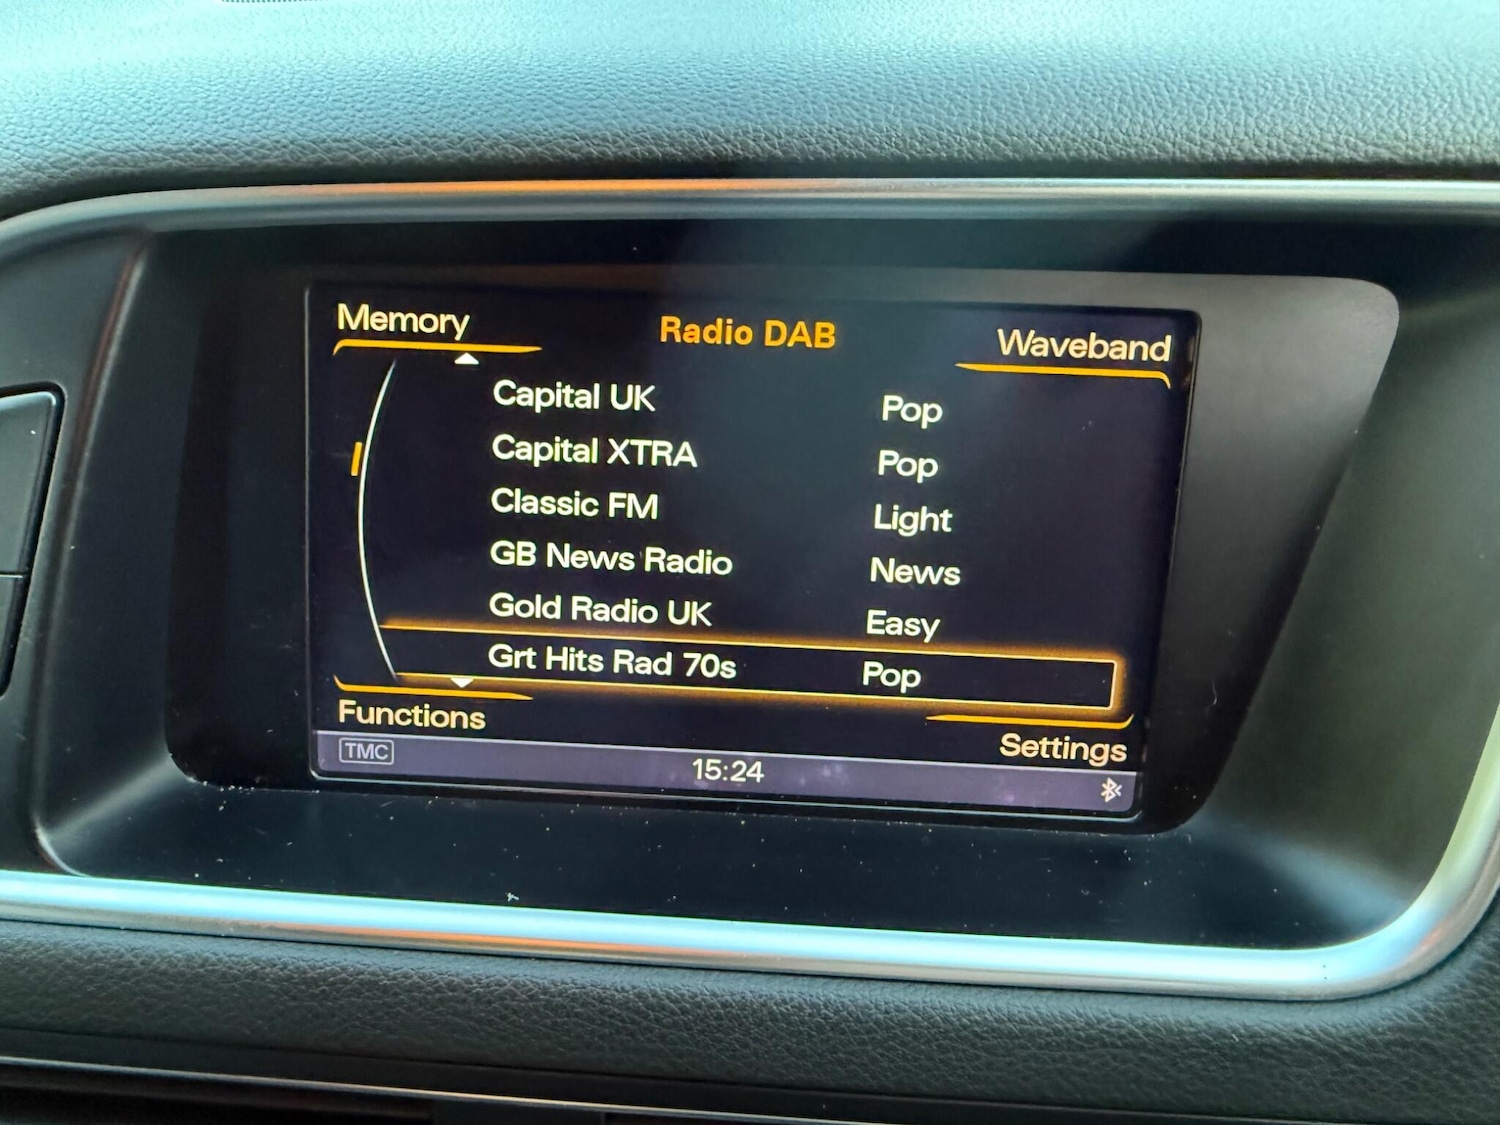 Memory Radio DAB Waveband
Capital UK Pop
Capital XTRA Pop
Classic FM Light
GB News Radio News
Gold Radio UK Easy
Grt Hits Rad 70s Pop
Functions Settings
TMC 15:24